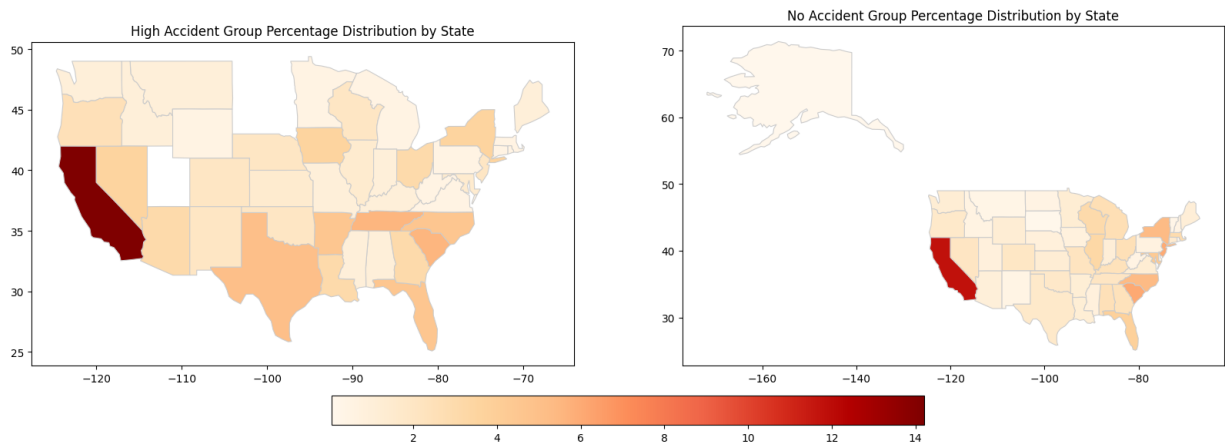 High Accident Group Percentage Distribution by State
50
45
40
35
30
25
−120 −110 −100 −90 −80 −70
No Accident Group Percentage Distribution by State
70
60
50
40
30
−160 −140 −120 −100 −80
2 4 6 8 10 12 14